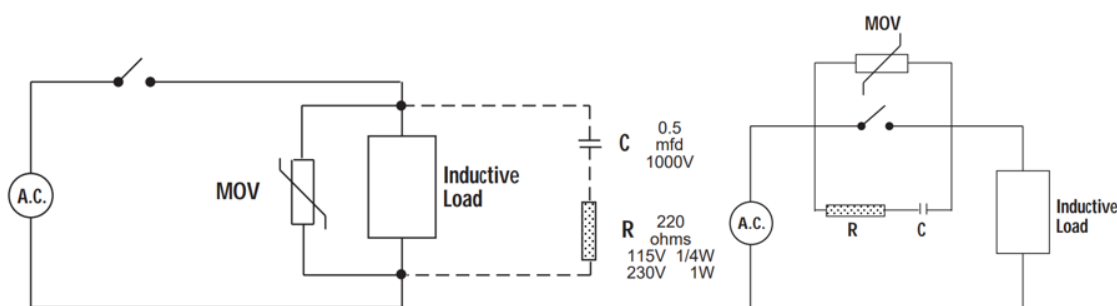 A.C.
MOV
Inductive
Load
C
0.5
mfd
1000V
R
220
ohms
115V 1/4W
230V 1W
MOV
A.C.
R
C
Inductive
Load